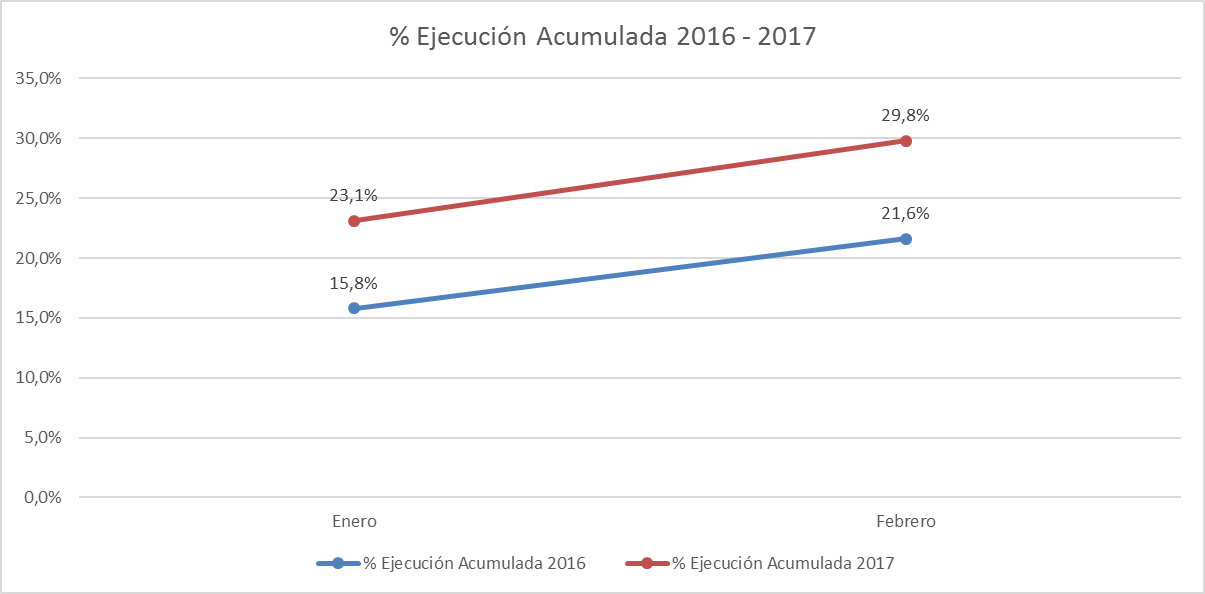 % Ejecución Acumulada 2016 - 2017
35,0%
30,0%
25,0%
20,0%
15,0%
10,0%
5,0%
0,0%
29,8%
23,1%
21,6%
15,8%
Enero
Febrero
% Ejecución Acumulada 2016
% Ejecución Acumulada 2017